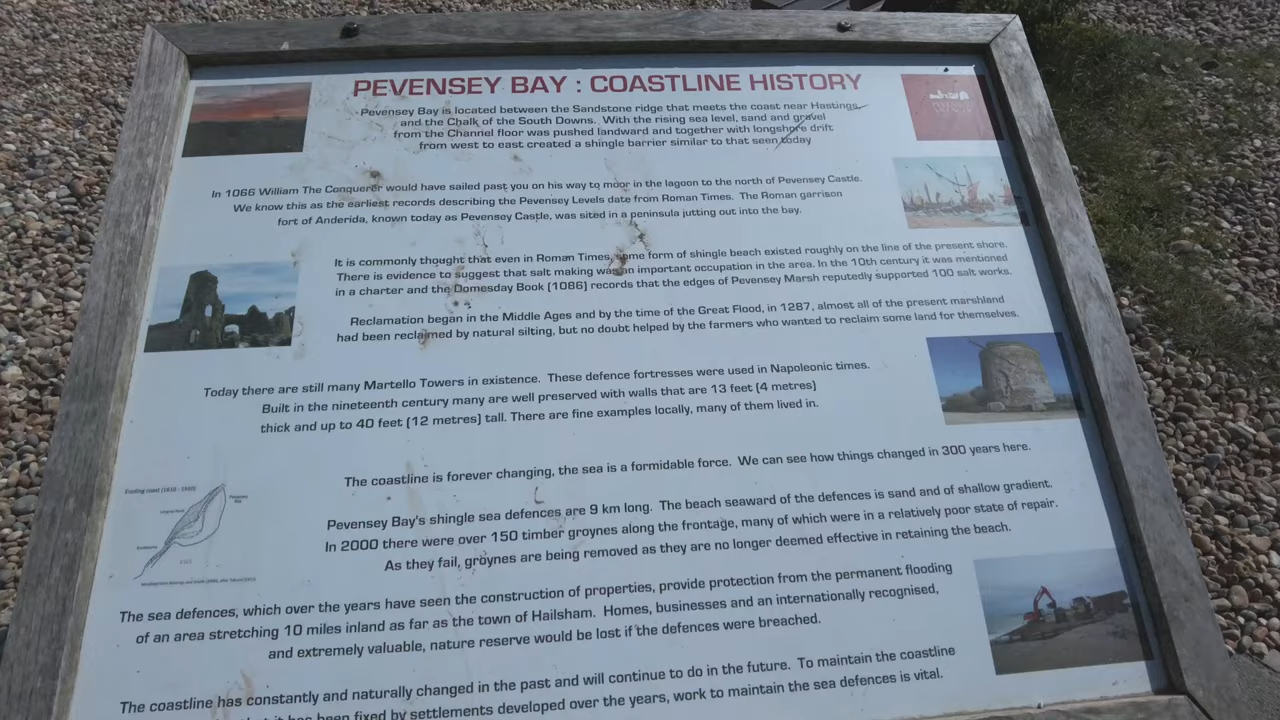 PEVENSEY BAY : COASTLINE HISTORY
Pevensey Bay is located between the Sandstone ridge that meets the coast near Hastings
and the Chalk of the South Downs. With the rising sea level, sand and gravel
from the Channel floor was pushed landward and together with longshore drift
from west to east created a shingle barrier similar to that seen today
In 1066 William The Conquerer would have sailed past you on his way to moor in the lagoon to the north of Pevensey Castle.
We know this as the earliest records describing the Pevensey Levels date from Roman Times. The Roman garrison
fort of Anderida, known today as Pevensey Castle, was sited in a peninsula jutting out into the bay.
It is commonly thought that even in Roman Times, some form of shingle beach existed roughly on the line of the present shore.
There is evidence to suggest that salt making was an important occupation in the area. In the 10th century it was mentioned
in a charter and the Domesday Book (1086) records that the edges of Pevensey Marsh reputedly supported 100 salt works.
Reclamation began in the Middle Ages and by the time of the Great Flood, in 1287, almost all of the present marshland
had been reclaimed by natural silting, but no doubt helped by the farmers who wanted to reclaim some land for themselves.
Today there are still many Martello Towers in existence. These defence fortresses were used in Napoleonic times.
Built in the nineteenth century many are well preserved with walls that are 13 feet (4 metres)
thick and up to 40 feet (12 metres) tall. There are fine examples locally, many of them lived in.
The coastline is forever changing, the sea is a formidable force. We can see how things changed in 300 years here.
Pevensey Bay's shingle sea defences are 9 km long. The beach seaward of the defences is sand and of shallow gradient.
In 2000 there were over 150 timber groynes along the frontage, many of which were in a relatively poor state of repair.
As they fail, groynes are being removed as they are no longer deemed effective in retaining the beach.
The sea defences, which over the years have seen the construction of properties, provide protection from the permanent flooding
of an area stretching 10 miles inland as far as the town of Hailsham. Homes, businesses and an internationally recognised,
and extremely valuable, nature reserve would be lost if the defences were breached.
The coastline has constantly and naturally changed in the past and will continue to do in the future. To maintain the coastline
it has been fixed by settlements developed over the years, work to maintain the sea defences is vital.